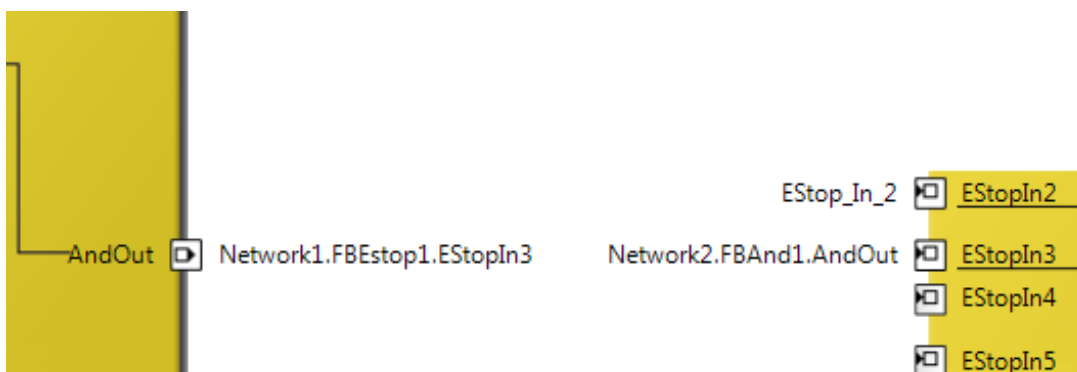 EStop_In_2 EStopIn2
AndOut Network1.FBEstop1.EStopIn3 Network2.FBAnd1.AndOut EStopIn3
EStopIn4
EStopIn5